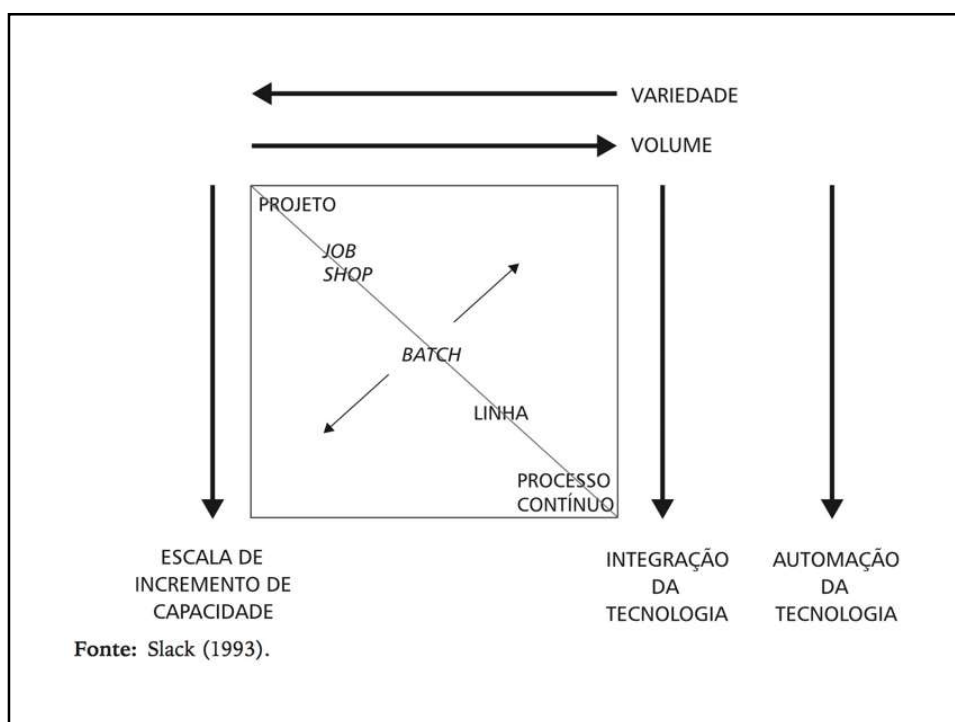 VARIEDADE
VOLUME
PROJETO
JOB
SHOP
BATCH
LINHA
PROCESSO
CONTÍNUO
ESCALA DE
INCREMENTO DE
CAPACIDADE
INTEGRAÇÃO
DA
TECNOLOGIA
AUTOMAÇÃO
DA
TECNOLOGIA
Fonte: Slack (1993).